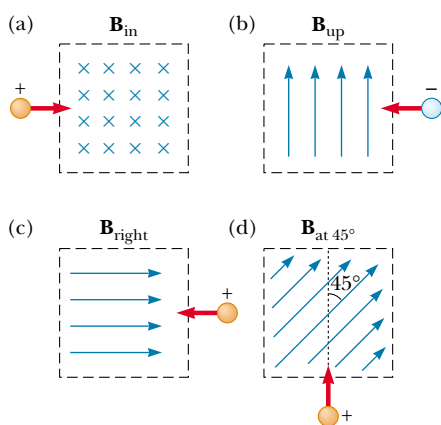 (a) B_in
+
(b) B_up
−
(c) B_right
+
(d) B_at 45°
45°
+